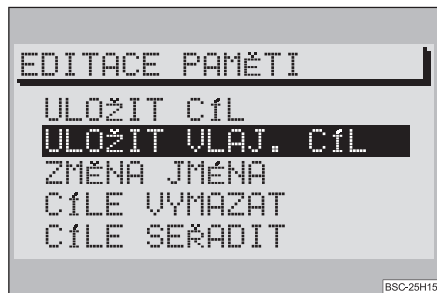 EDITACE PAMĚTI
ULOŽIT CÍL
ULOŽIT VLAJ. CÍL
ZMĚNA JMÉNA
CÍLE VYMAZAT
CÍLE SEŘADIT
BSC-25H15